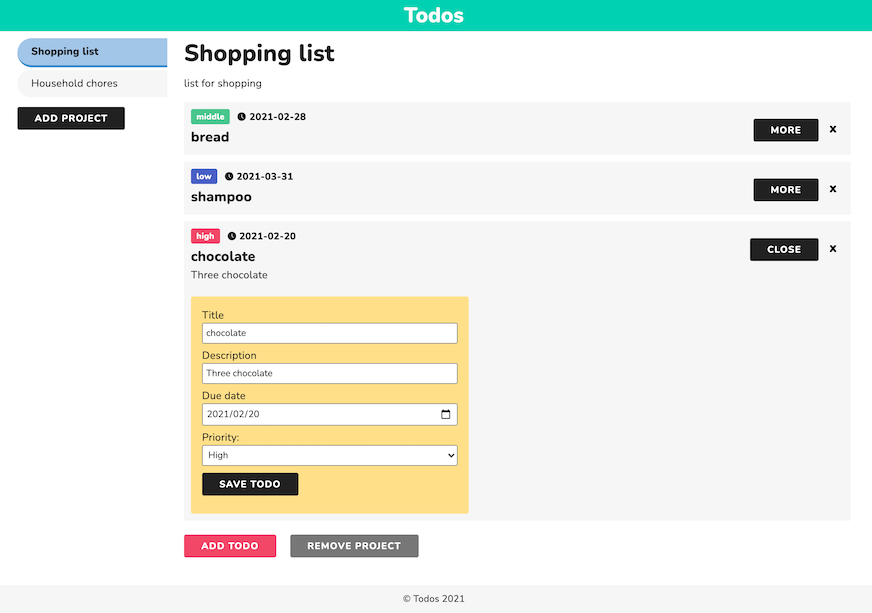 Todos
Shopping list
Household chores
ADD PROJECT
Shopping list
list for shopping
middle 2021-02-28
bread
MORE x
low 2021-03-31
shampoo
MORE x
high 2021-02-20
chocolate
Three chocolate
CLOSE x
Title
chocolate
Description
Three chocolate
Due date
2021/02/20
Priority:
High
SAVE TODO
ADD TODO REMOVE PROJECT
© Todos 2021